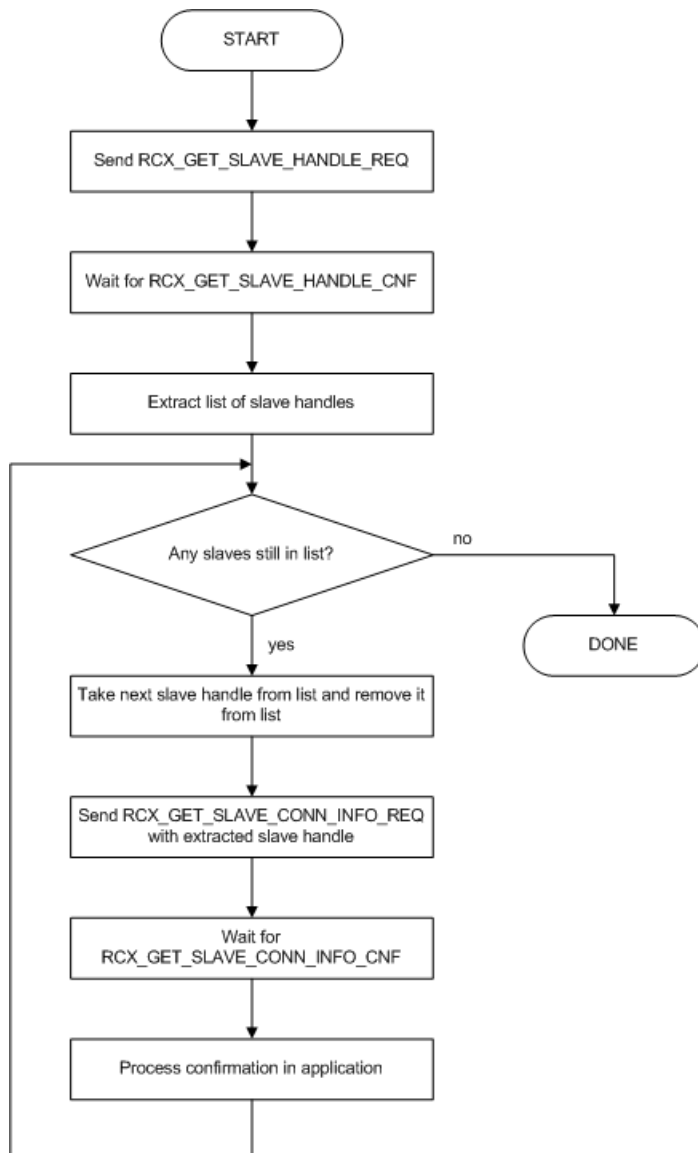 START
Send RCX_GET_SLAVE_HANDLE_REQ
Wait for RCX_GET_SLAVE_HANDLE_CNF
Extract list of slave handles
Any slaves still in list?
no
DONE
yes
Take next slave handle from list and remove it
from list
Send RCX_GET_SLAVE_CONN_INFO_REQ
with extracted slave handle
Wait for
RCX_GET_SLAVE_CONN_INFO_CNF
Process confirmation in application